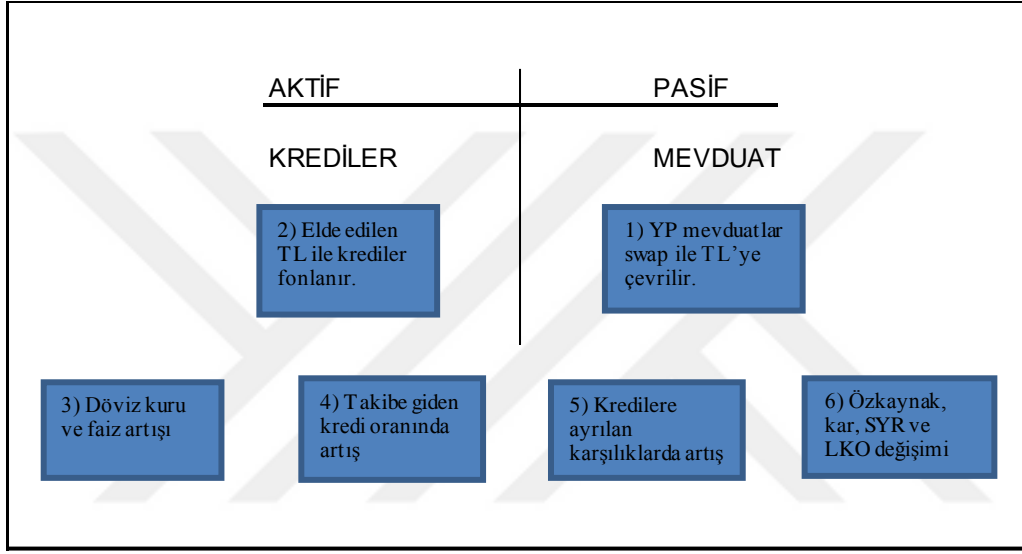 AKTİF
PASİF
KREDİLER
MEVDUAT
2) Elde edilen
TL ile krediler
fonlanır.
1) YP mevduatlar
swap ile TL’ye
çevrilir.
3) Döviz kuru
ve faiz artışı
4) Takibe giden
kredi oranında
artış
5) Kredilere
ayrılan
karşılıklarda artış
6) Özkaynak,
kar, SYR ve
LKO değişimi